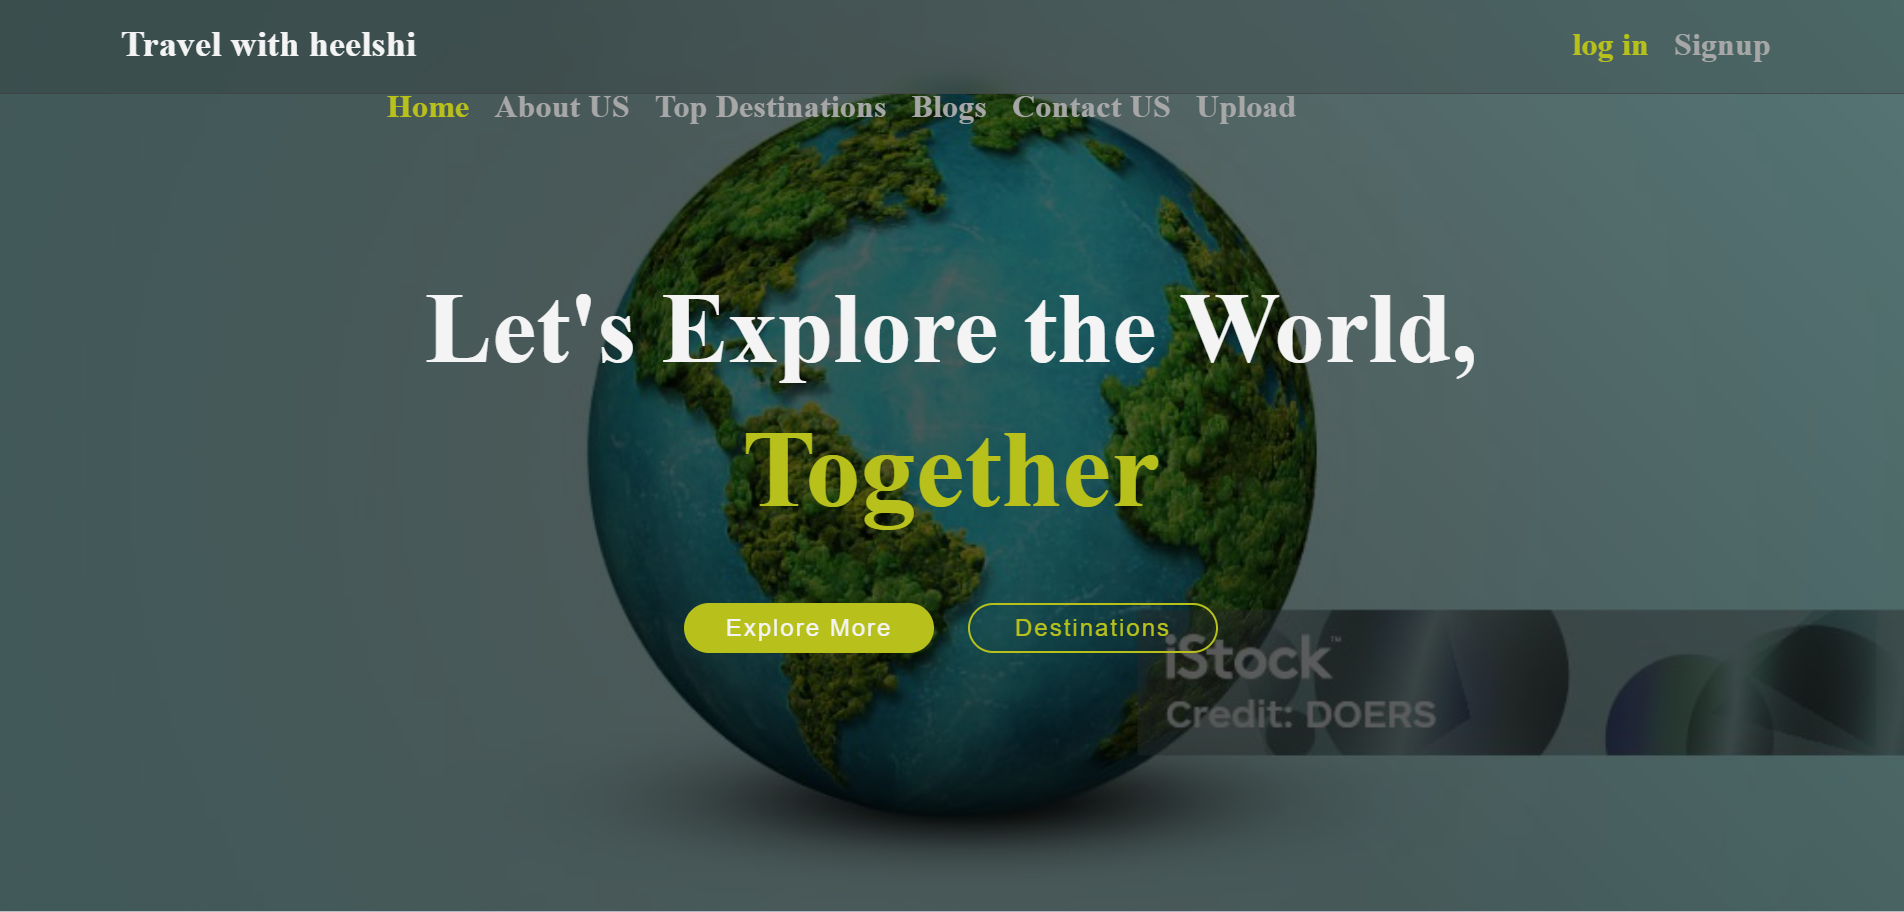 Travel with heelshi
log in Signup
Home About US Top Destinations Blogs Contact US Upload
Let's Explore the World,
Together
Explore More Destinations
iStock™
Credit: DOERS